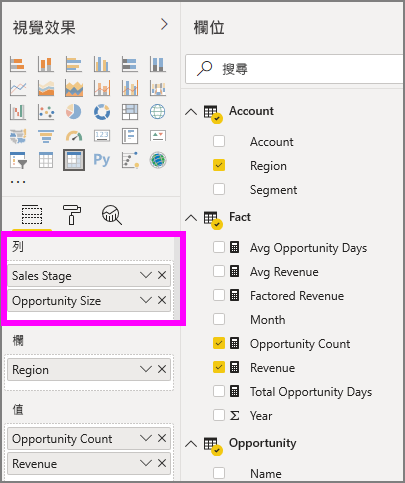 視覺效果
123
Py
列
Sales Stage
Opportunity Size
欄
Region
值
Opportunity Count
Revenue
欄位
搜尋
Account
Account
Region
Segment
Fact
Avg Opportunity Days
Avg Revenue
Factored Revenue
Month
Opportunity Count
Revenue
Total Opportunity Days
Σ Year
Opportunity
Name